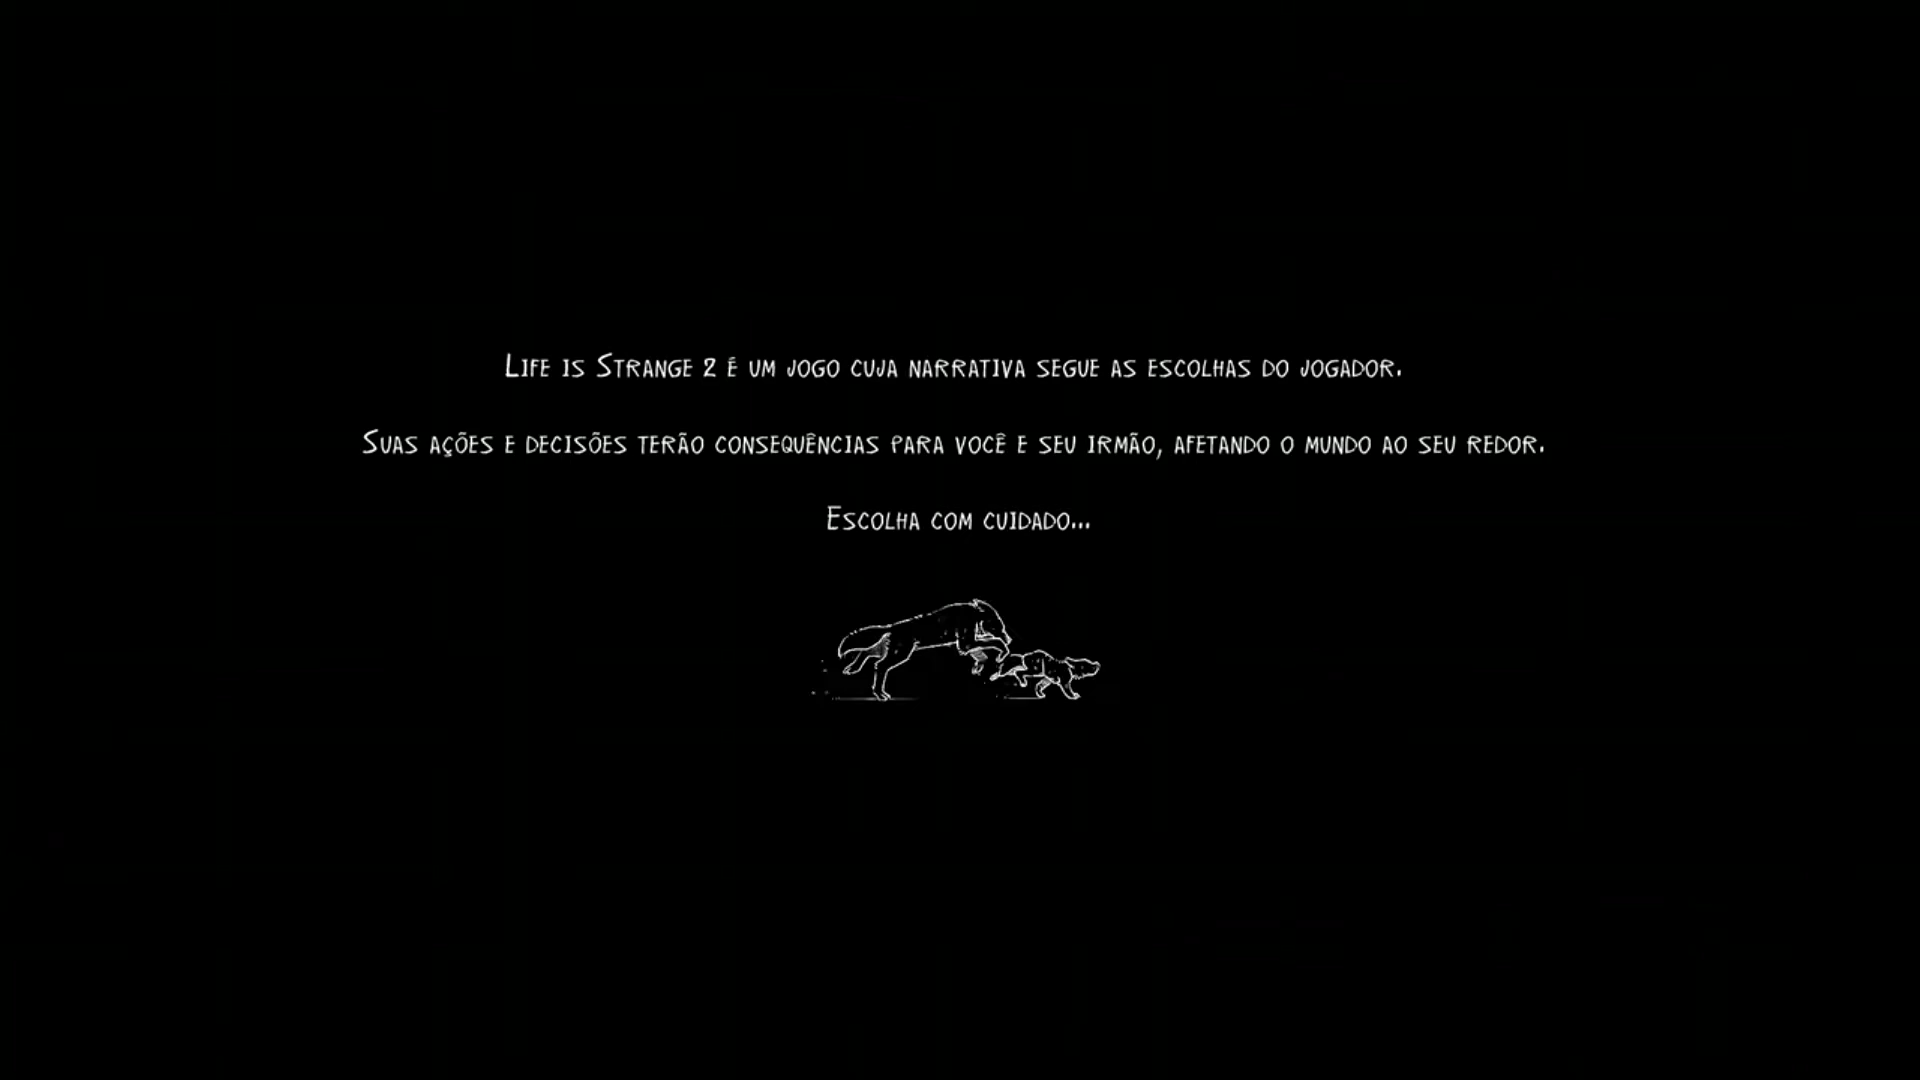 Life is Strange 2 é um jogo cuja narrativa segue as escolhas do jogador.
Suas ações e decisões terão consequências para você e seu irmão, afetando o mundo ao seu redor.
Escolha com cuidado...